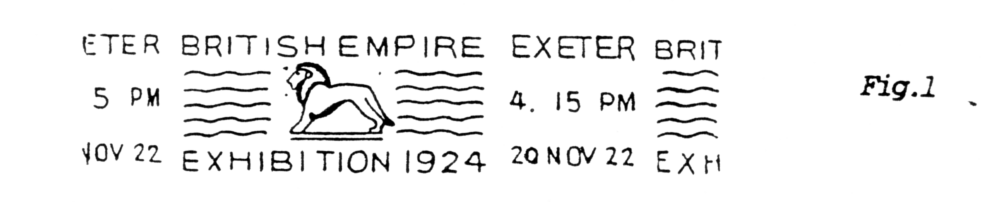 ETER BRITISH EMPIRE EXETER BRIT
5 PM 4. 15 PM
NOV 22 EXHIBITION 1924 20 NOV 22 EXH
Fig.1